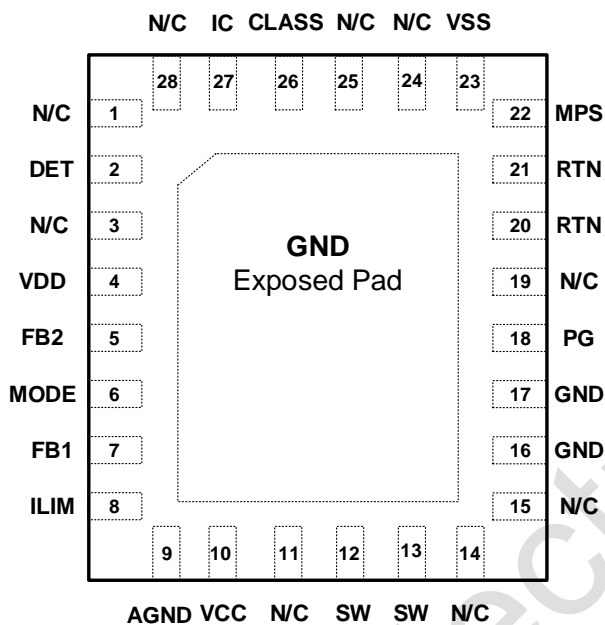 N/C IC CLASS N/C N/C VSS
28 27 26 25 24 23
N/C 1 22 MPS
DET 2 21 RTN
N/C 3 20 RTN
GND
Exposed Pad
VDD 4 19 N/C
FB2 5 18 PG
MODE 6 17 GND
FB1 7 16 GND
ILIM 8 15 N/C
9 10 11 12 13 14
AGND VCC N/C SW SW N/C